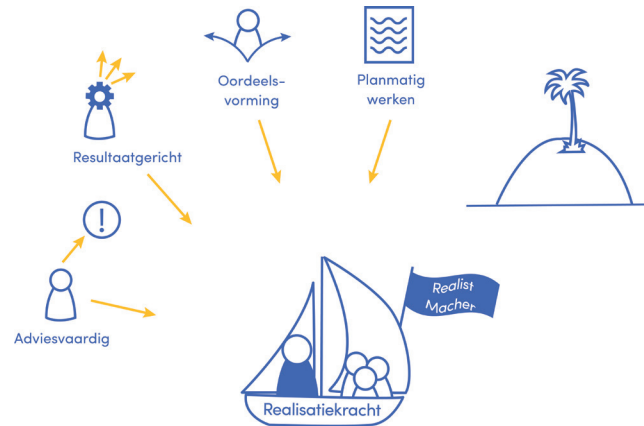 Oordeels-
vorming
Planmatig
werken
Resultaatgericht
!
Adviesvaardig
Realist
Macher
Realisatiekracht